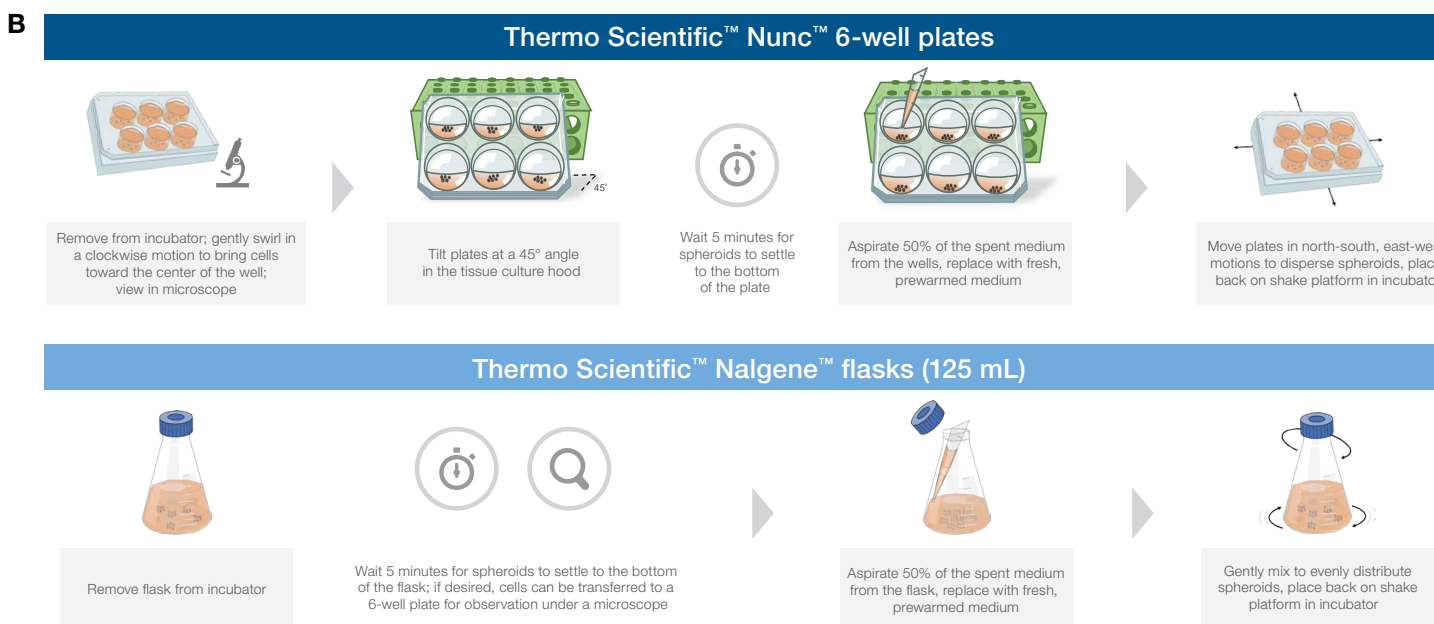 B
Thermo Scientific™ Nunc™ 6-well plates
45°
Remove from incubator; gently swirl in
a clockwise motion to bring cells
toward the center of the well;
view in microscope
Tilt plates at a 45° angle
in the tissue culture hood
Wait 5 minutes for
spheroids to settle
to the bottom
of the plate
Aspirate 50% of the spent medium
from the wells, replace with fresh,
prewarmed medium
Move plates in north-south, east-we
motions to disperse spheroids, plac
back on shake platform in incubato
Thermo Scientific™ Nalgene™ flasks (125 mL)
Remove flask from incubator
Wait 5 minutes for spheroids to settle to the bottom
of the flask; if desired, cells can be transferred to a
6-well plate for observation under a microscope
Aspirate 50% of the spent medium
from the flask, replace with fresh,
prewarmed medium
Gently mix to evenly distribute
spheroids, place back on shake
platform in incubator